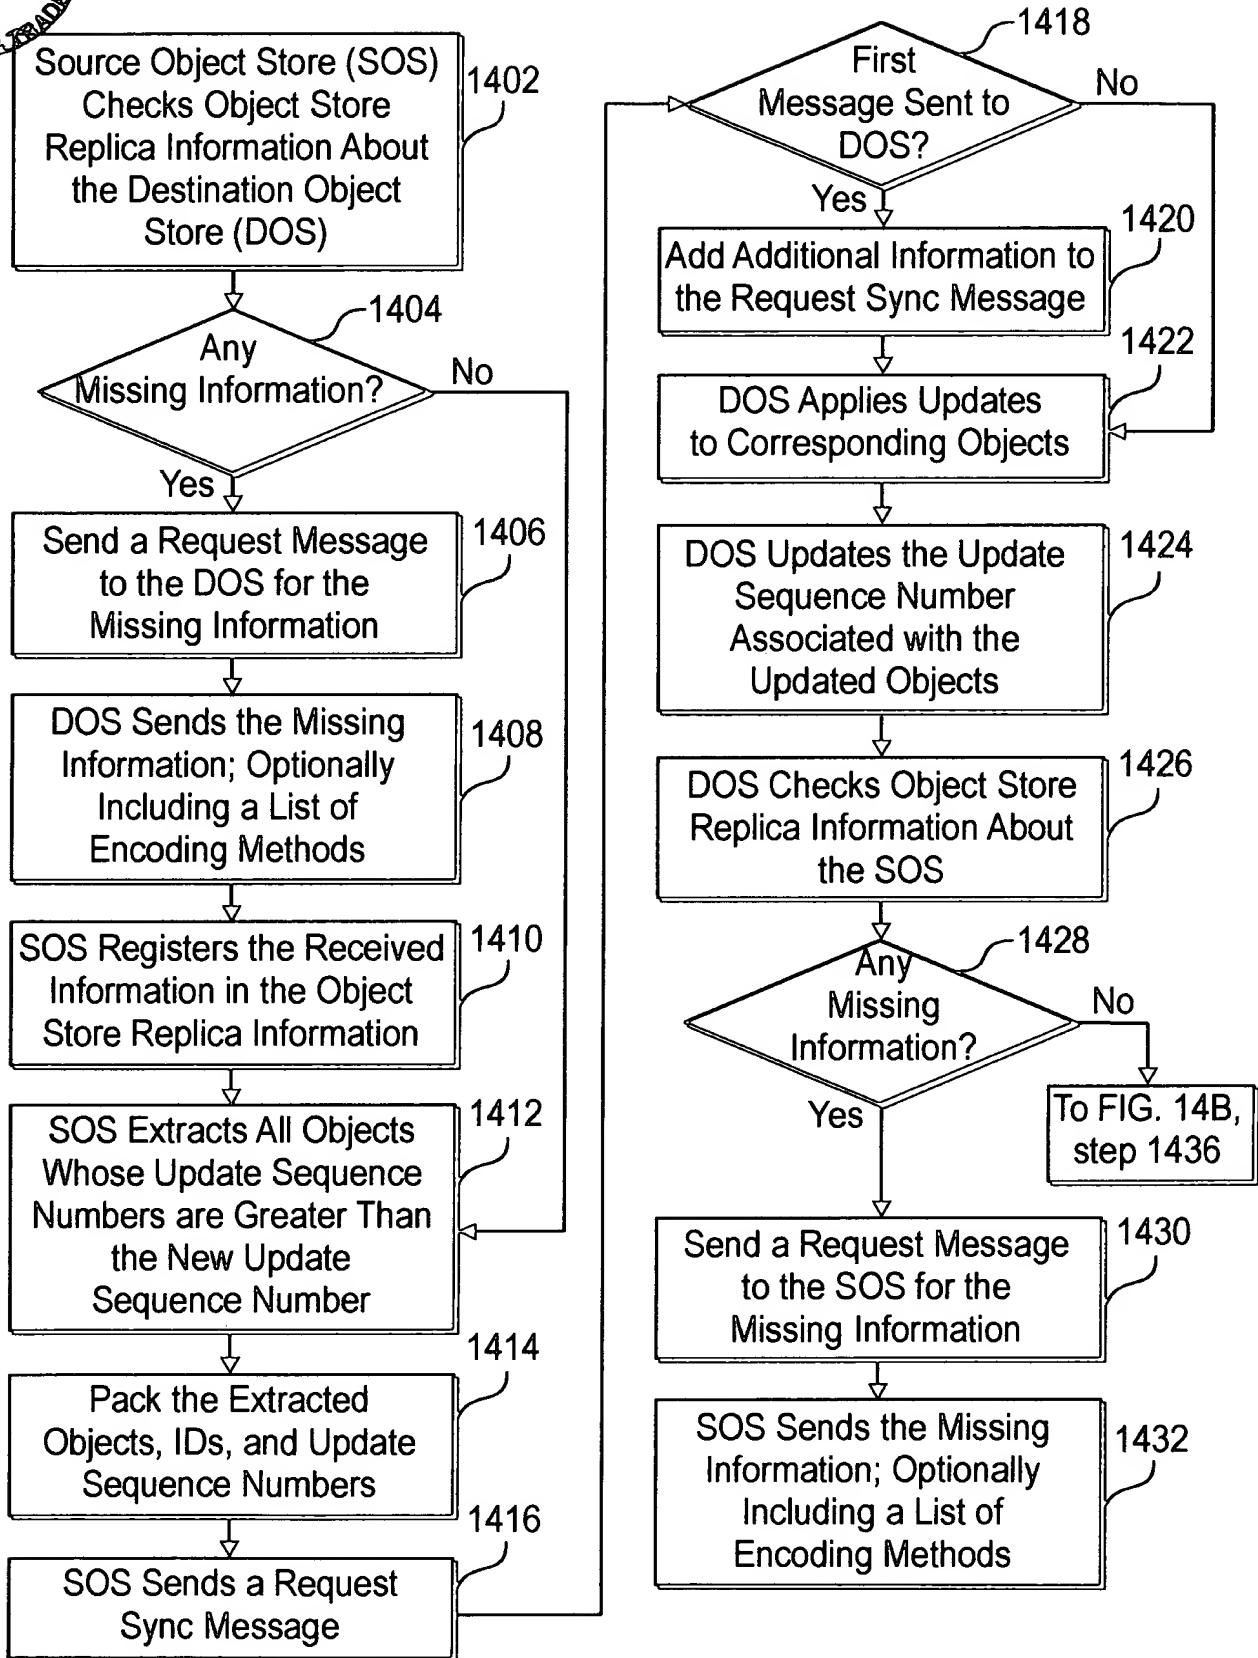 TRADE
Source Object Store (SOS)
Checks Object Store
Replica Information About
the Destination Object
Store (DOS)
1402
Any
Missing Information?
1404
No
Yes
Send a Request Message
to the DOS for the
Missing Information
1406
DOS Sends the Missing
Information; Optionally
Including a List of
Encoding Methods
1408
SOS Registers the Received
Information in the Object
Store Replica Information
1410
SOS Extracts All Objects
Whose Update Sequence
Numbers are Greater Than
the New Update
Sequence Number
1412
Pack the Extracted
Objects, IDs, and Update
Sequence Numbers
1414
SOS Sends a Request
Sync Message
1416
First
Message Sent to
DOS?
1418
No
Yes
Add Additional Information to
the Request Sync Message
1420
DOS Applies Updates
to Corresponding Objects
1422
DOS Updates the Update
Sequence Number
Associated with the
Updated Objects
1424
DOS Checks Object Store
Replica Information About
the SOS
1426
Any
Missing
Information?
1428
No
Yes
To FIG. 14B,
step 1436
Send a Request Message
to the SOS for the
Missing Information
1430
SOS Sends the Missing
Information; Optionally
Including a List of
Encoding Methods
1432